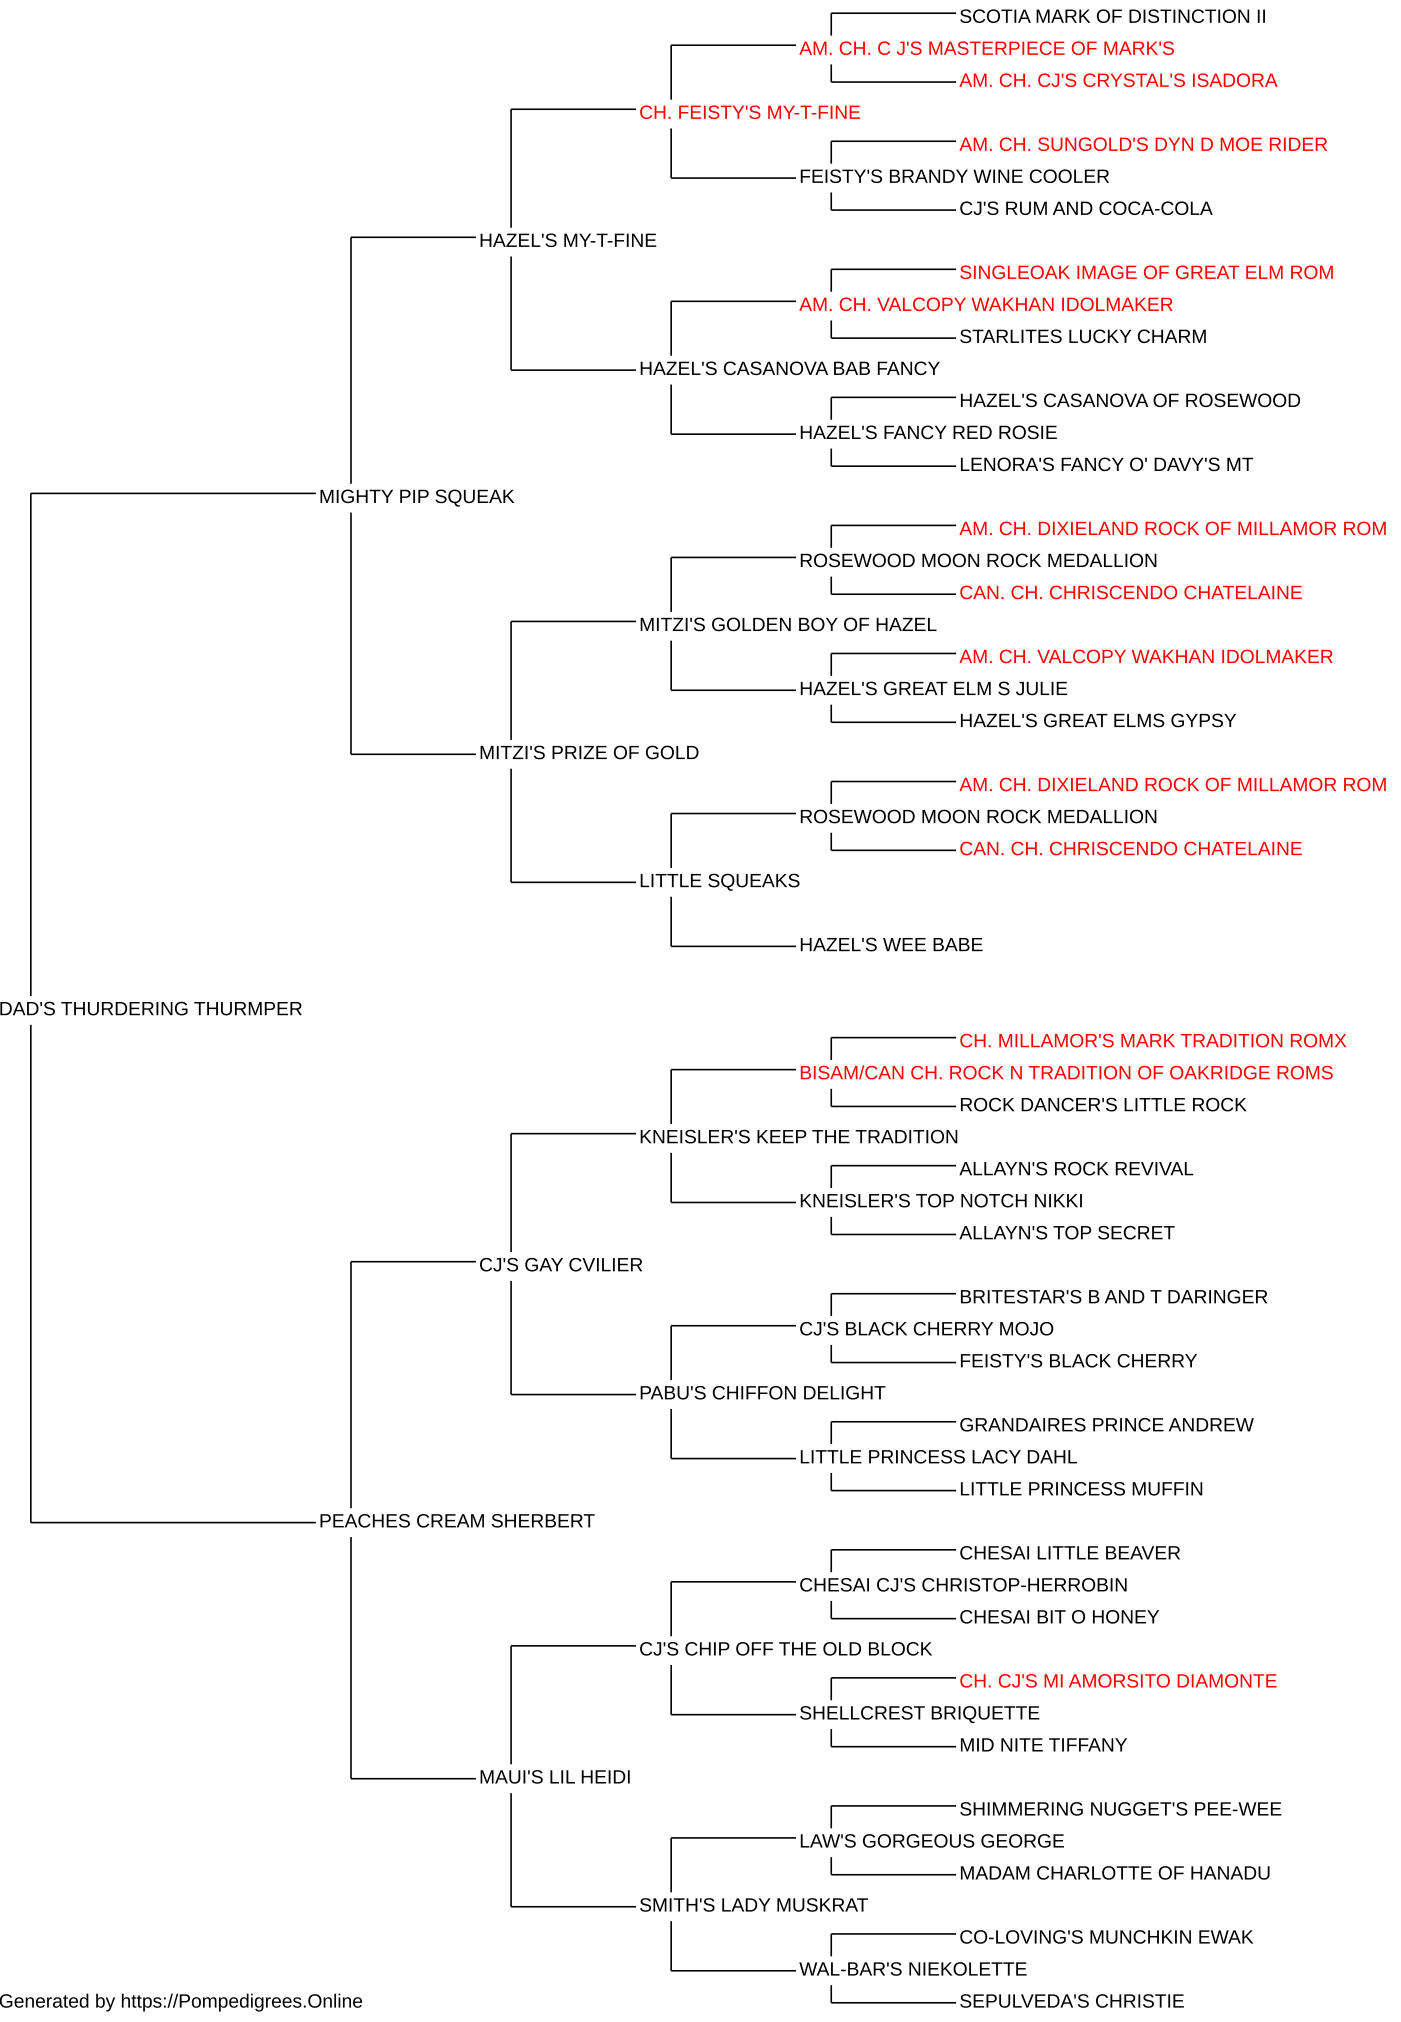 SCOTIA MARK OF DISTINCTION II
AM. CH. C J'S MASTERPIECE OF MARK'S
AM. CH. CJ'S CRYSTAL'S ISADORA
CH. FEISTY'S MY-T-FINE
AM. CH. SUNGOLD'S DYN D MOE RIDER
FEISTY'S BRANDY WINE COOLER
CJ'S RUM AND COCA-COLA
HAZEL'S MY-T-FINE
SINGLEOAK IMAGE OF GREAT ELM ROM
AM. CH. VALCOPY WAKHAN IDOLMAKER
STARLITES LUCKY CHARM
HAZEL'S CASANOVA BAB FANCY
HAZEL'S CASANOVA OF ROSEWOOD
HAZEL'S FANCY RED ROSIE
LENORA'S FANCY O' DAVY'S MT
MIGHTY PIP SQUEAK
AM. CH. DIXIELAND ROCK OF MILLAMOR ROM
ROSEWOOD MOON ROCK MEDALLION
CAN. CH. CHRISCENDO CHATELAINE
MITZI'S GOLDEN BOY OF HAZEL
AM. CH. VALCOPY WAKHAN IDOLMAKER
HAZEL'S GREAT ELM S JULIE
HAZEL'S GREAT ELMS GYPSY
MITZI'S PRIZE OF GOLD
AM. CH. DIXIELAND ROCK OF MILLAMOR ROM
ROSEWOOD MOON ROCK MEDALLION
CAN. CH. CHRISCENDO CHATELAINE
LITTLE SQUEAKS
HAZEL'S WEE BABE
DAD'S THURDERING THURMPER
CH. MILLAMOR'S MARK TRADITION ROMX
BISAM/CAN CH. ROCK N TRADITION OF OAKRIDGE ROMS
ROCK DANCER'S LITTLE ROCK
KNEISLER'S KEEP THE TRADITION
ALLAYN'S ROCK REVIVAL
KNEISLER'S TOP NOTCH NIKKI
ALLAYN'S TOP SECRET
CJ'S GAY CVILIER
BRITESTAR'S B AND T DARINGER
CJ'S BLACK CHERRY MOJO
FEISTY'S BLACK CHERRY
PABU'S CHIFFON DELIGHT
GRANDAIRES PRINCE ANDREW
LITTLE PRINCESS LACY DAHL
LITTLE PRINCESS MUFFIN
PEACHES CREAM SHERBERT
CHESAI LITTLE BEAVER
CHESAI CJ'S CHRISTOP-HERROBIN
CHESAI BIT O HONEY
CJ'S CHIP OFF THE OLD BLOCK
CH. CJ'S MI AMORSITO DIAMONTE
SHELLCREST BRIQUETTE
MID NITE TIFFANY
MAUI'S LIL HEIDI
SHIMMERING NUGGET'S PEE-WEE
LAW'S GORGEOUS GEORGE
MADAM CHARLOTTE OF HANADU
SMITH'S LADY MUSKRAT
CO-LOVING'S MUNCHKIN EWAK
WAL-BAR'S NIEKOLETTE
SEPULVEDA'S CHRISTIE
Generated by https://Pompedigrees.Online